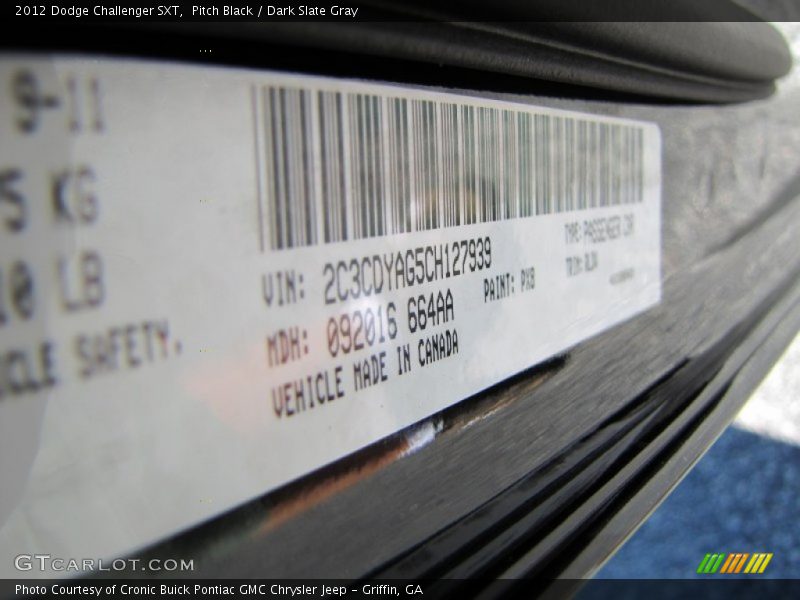 2012 Dodge Challenger SXT,  Pitch Black / Dark Slate Gray
9-11
5 KG
10 LB
ICLE SAFETY.
VIN: 2C3CDYAG5CH127939
TYPE: PASSENGER CAR
MDH: 092016 664AA
PAINT: PX8
TRIM:
VEHICLE MADE IN CANADA
GTCARLOT.COM
Photo Courtesy of Cronic Buick Pontiac GMC Chrysler Jeep - Griffin, GA